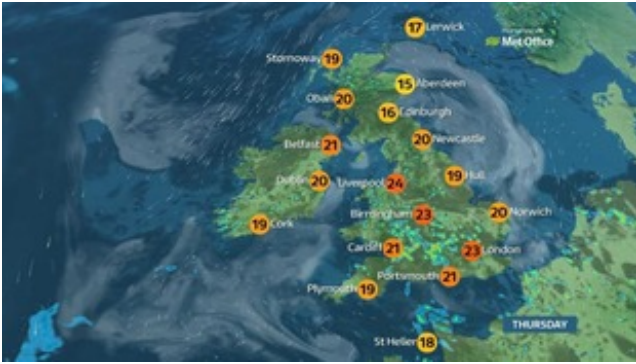 17 Lerwick
Met Office
Stornoway 19
15 Aberdeen
Oban 20
16 Edinburgh
20 Newcastle
Belfast 21
Dublin 20
Liverpool 24
19 Hull
Birmingham 23
20 Norwich
19 Cork
Cardiff 21
23 London
Portsmouth 21
Plymouth 19
THURSDAY
St Helier 18